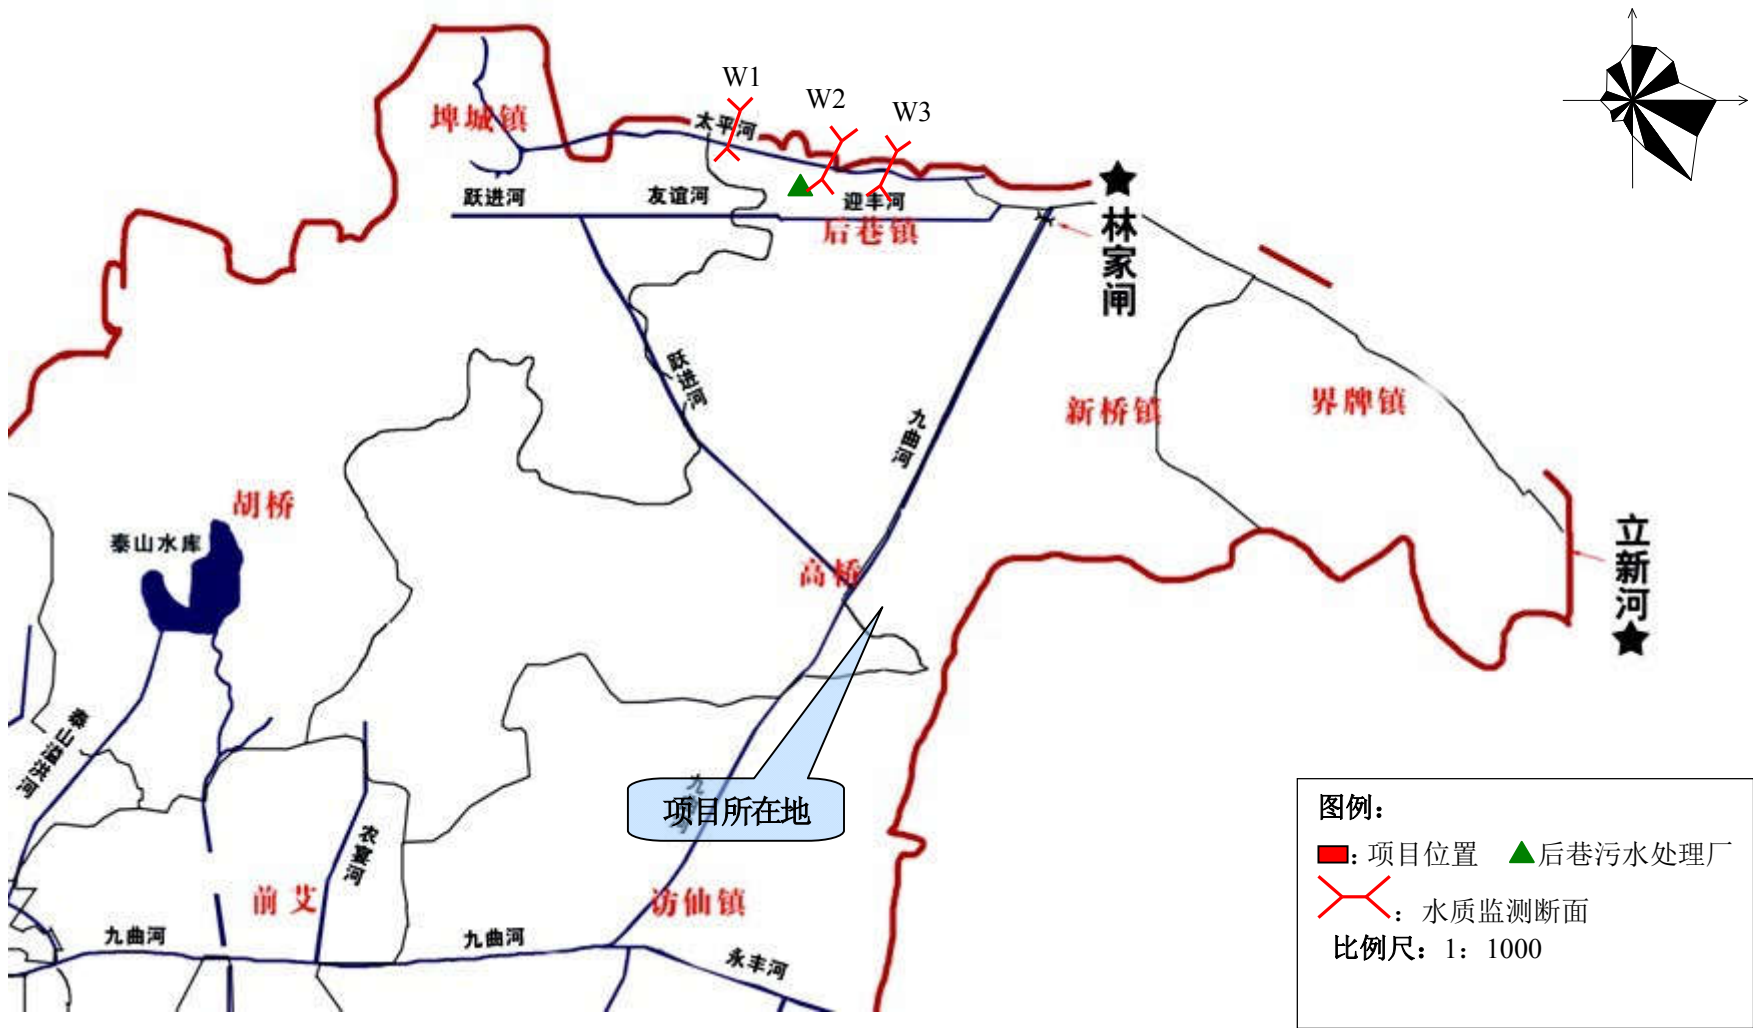 W1
W2
W3
埤城镇
太平河
跃进河
友谊河
迎丰河
后巷镇
林家闸
跃进河
九曲河
新桥镇
界牌镇
胡桥
泰山水库
高桥
立新河
泰山溢洪河
九曲河
项目所在地
农宴河
前艾
访仙镇
九曲河
九曲河
永丰河
图例：
：项目位置
后巷污水处理厂
：水质监测断面
比例尺：1：1000